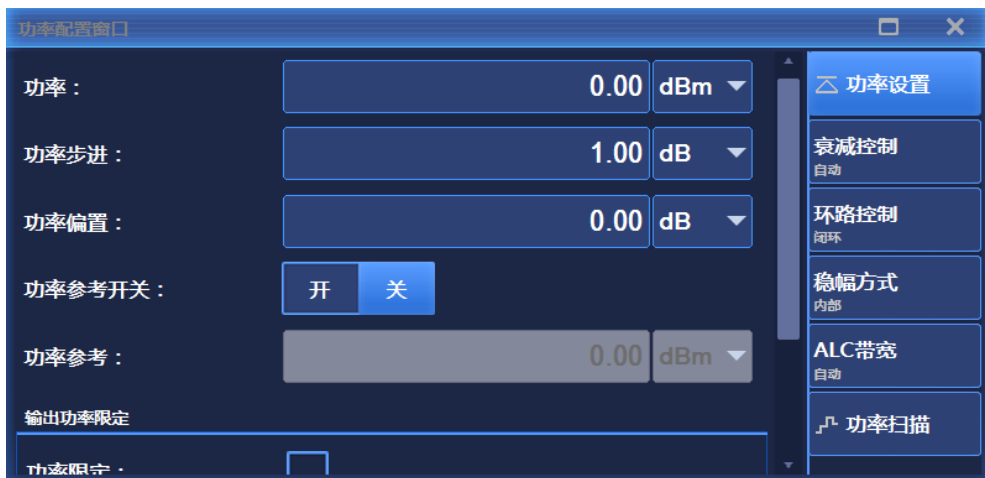 功率配置窗口
功率：
0.00 dBm
功率步进：
1.00 dB
功率偏置：
0.00 dB
功率参考开关：
开 关
功率参考：
0.00 dBm
输出功率限定
功率限定：
功率设置
衰减控制
自动
环路控制
闭环
稳幅方式
内部
ALC带宽
自动
功率扫描